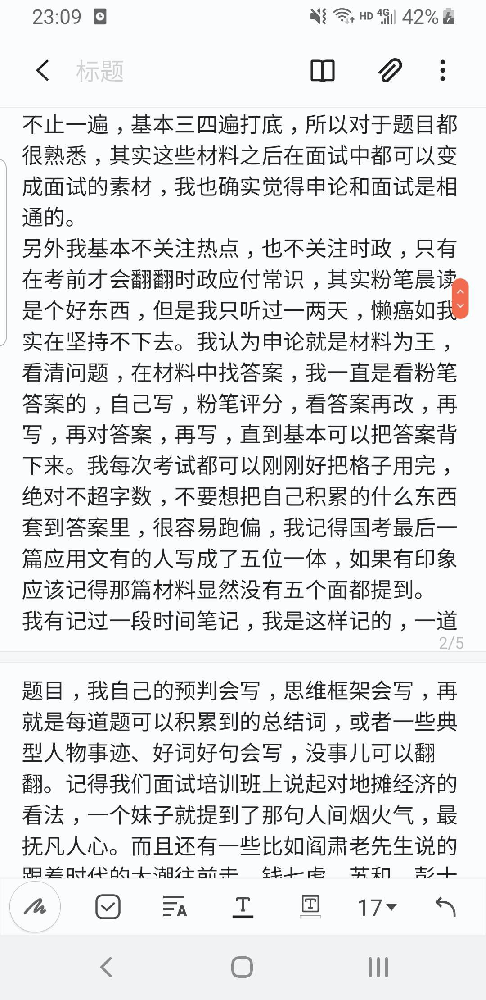 23:09
HD 4G 42%
标题
不止一遍，基本三四遍打底，所以对于题目都
很熟悉，其实这些材料之后在面试中都可以变
成面试的素材，我也确实觉得申论和面试是相
通的。
另外我基本不关注热点，也不关注时政，只有
在考前才会翻翻时政应付常识，其实粉笔晨读
是个好东西，但是我只听过一两天，懒癌如我
实在坚持不下去。我认为申论就是材料为王，
看清问题，在材料中找答案，我一直是看粉笔
答案的，自己写，粉笔评分，看答案再改，再
写，再对答案，再写，直到基本可以把答案背
下来。我每次考试都可以刚刚好把格子用完，
绝对不超字数，不要想把自己积累的什么东西
套到答案里，很容易跑偏，我记得国考最后一
篇应用文有的人写成了五位一体，如果有印象
应该记得那篇材料显然没有五个面都提到。
我有记过一段时间笔记，我是这样记的，一道
2/5
题目，我自己的预判会写，思维框架会写，再
就是每道题可以积累到的总结词，或者一些典
型人物事迹、好词好句会写，没事儿可以翻
翻。记得我们面试培训班上说起对地摊经济的
看法，一个妹子就提到了那句人间烟火气，最
抚凡人心。而且还有一些比如阎肃老先生说的
跟着时代的大潮往前走，钱七虎、苏和、彭士
17